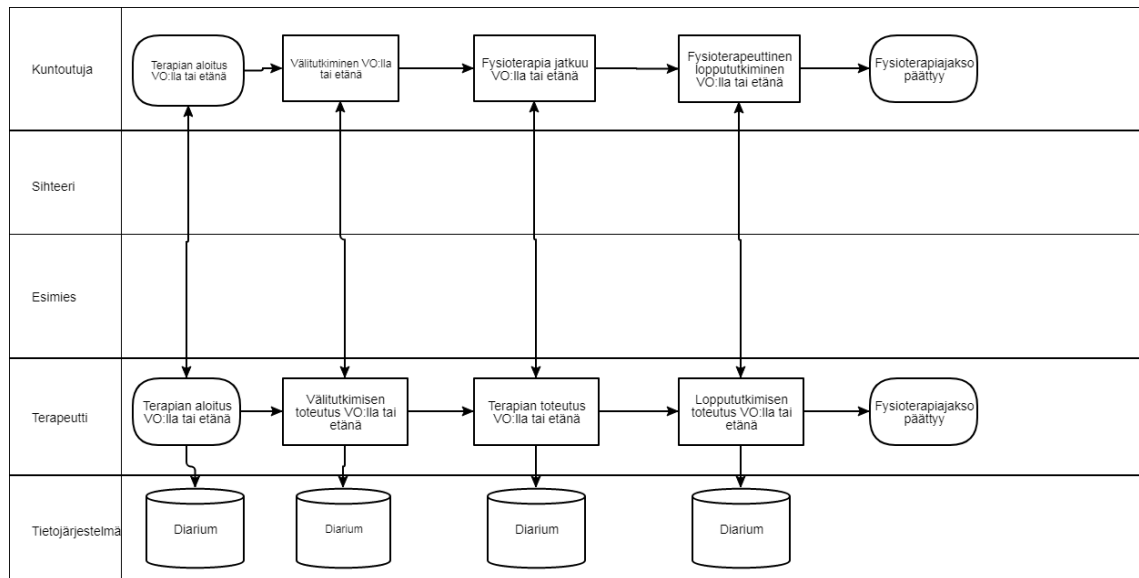 Kuntoutuja
Terapian aloitus
VO:lla tai etänä
Välitutkiminen VO:lla
tai etänä
Fysioterapia jatkuu
VO:lla tai etänä
Fysioterapeuttinen
lopputukiminen
VO:lla tai etänä
Fysioterapiajakso
päättyy
Sihteeri
Esimies
Terapeutti
Terapian aloitus
VO:lla tai etänä
Välitutkimisen
toteutus VO:lla tai
etänä
Terapian toteutus
VO:lla tai etänä
Loppututkimisen
toteutus VO:lla tai
etänä
Fysioterapiajakso
päättyy
Tietojärjestelmä
Diarium
Diarium
Diarium
Diarium